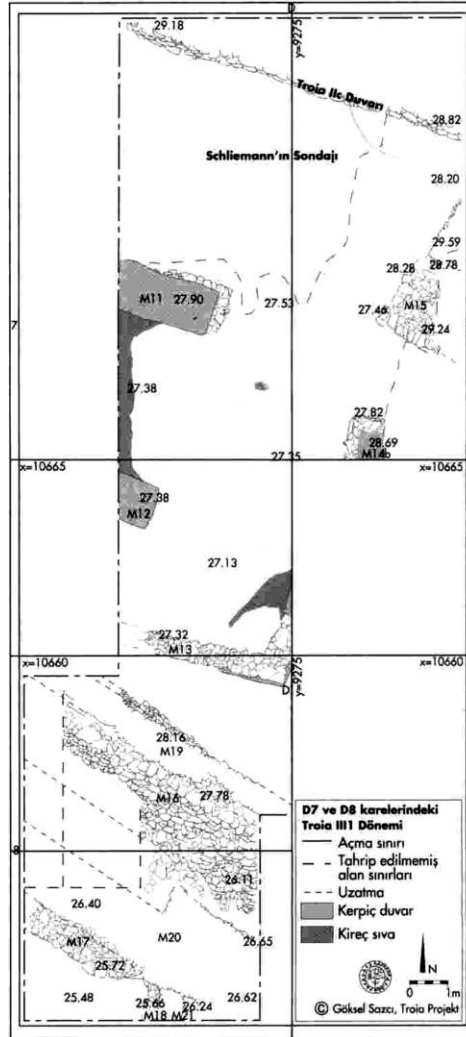 D
29.18
y=9275
Troia IIc Duvarı
28.82
Schliemann'ın Sondajı
28.20
29.59
28.78
28.28
M11 27.90
27.53
27.46
M15
7
29.24
27.38
27.82
28.69
M14b
x=10665
x=10665
27.38
M12
27.13
27.32
M13
x=10660
y=9275
x=10660
D
28.16
M19
M16 27.78
D7 ve D8 karelerindeki
Troia III1 Dönemi
Açma sınırı
Tahrip edilmemiş
alan sınırları
Uzatma
Kerpiç duvar
Kireç sıva
8
26.11
26.40
M17
M20
26.65
25.72
25.48
25.66
26.24
26.62
M18 M21
N
0 1m
© Göksel Sazcı, Troia Projekt